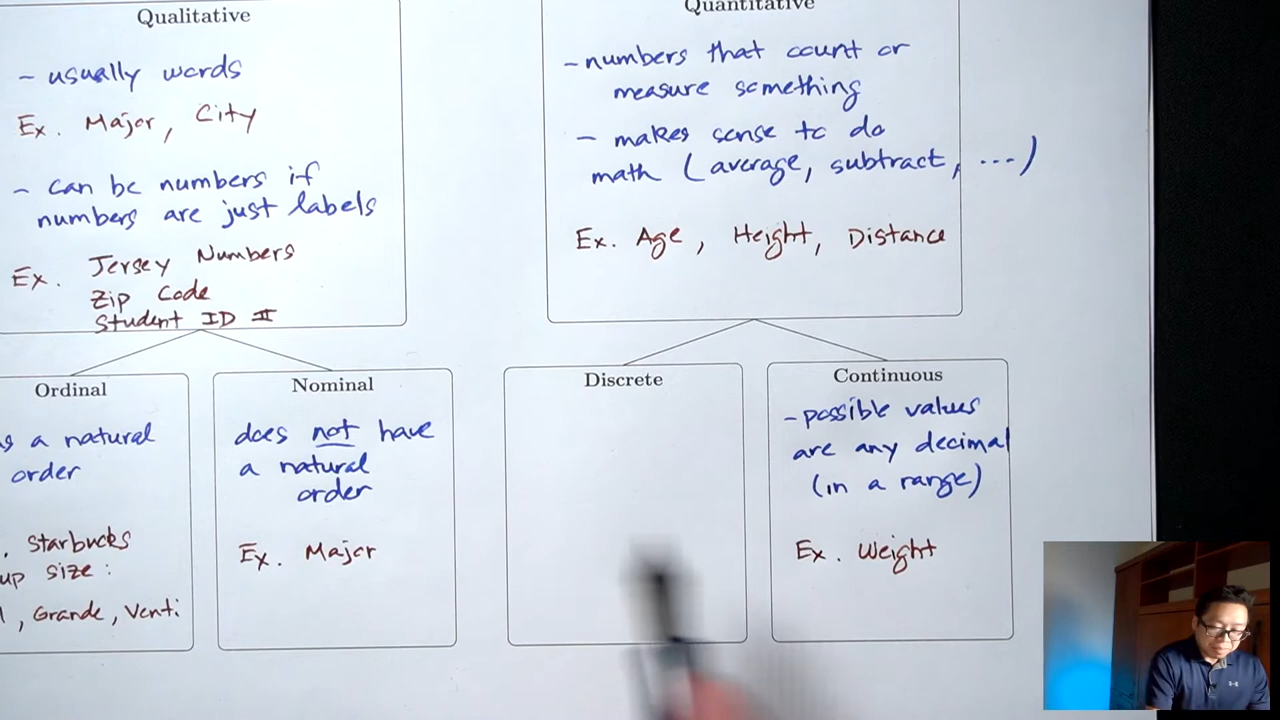 Qualitative
- usually words
Ex. Major, City
- can be numbers if
numbers are just labels
Ex. Jersey Numbers
Zip Code
Student ID #
Quantitative
- numbers that count or
measure something
- makes sense to do
math (average, subtract, ...)
Ex. Age, Height, Distance
Ordinal
a natural
order
. Starbucks
up size:
, Grande, Venti
Nominal
does not have
a natural
order
Ex. Major
Discrete
Continuous
- possible values
are any decimal
(in a range)
Ex. Weight